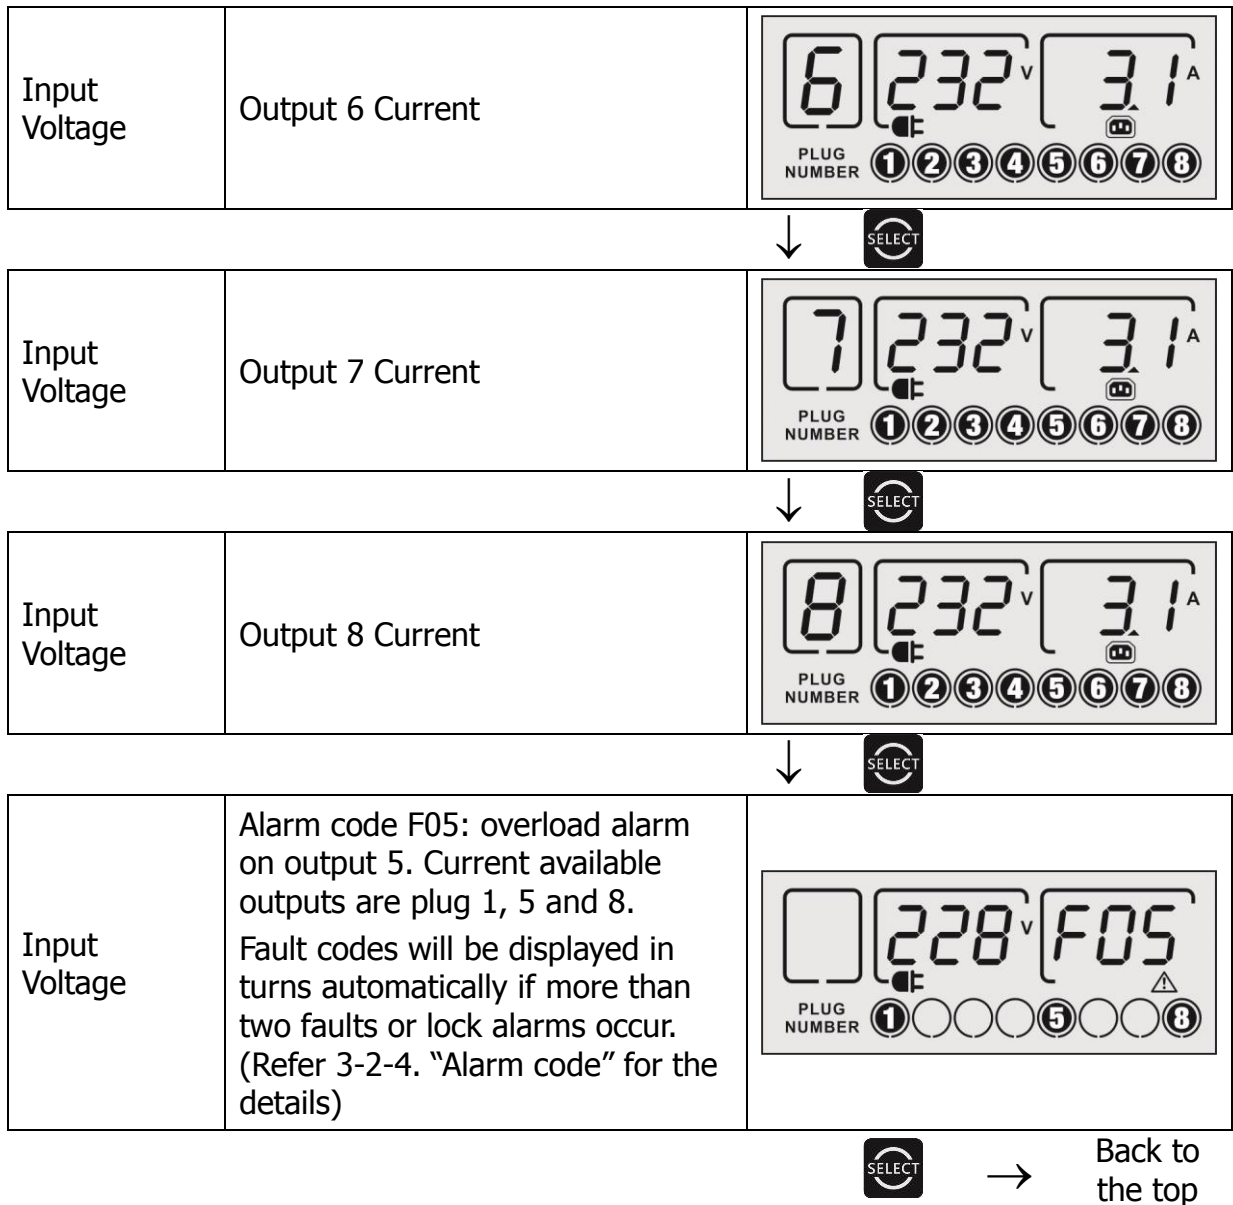 Input
Voltage
Output 6 Current
6 232 V 3.1 A
PLUG
NUMBER 1 2 3 4 5 6 7 8
↓ SELECT
Input
Voltage
Output 7 Current
7 232 V 3.1 A
PLUG
NUMBER 1 2 3 4 5 6 7 8
↓ SELECT
Input
Voltage
Output 8 Current
8 232 V 3.1 A
PLUG
NUMBER 1 2 3 4 5 6 7 8
↓ SELECT
Input
Voltage
Alarm code F05: overload alarm
on output 5. Current available
outputs are plug 1, 5 and 8.
Fault codes will be displayed in
turns automatically if more than
two faults or lock alarms occur.
(Refer 3-2-4. “Alarm code” for the
details)
228 V F05
PLUG
NUMBER 1 5 8
SELECT → Back to
the top